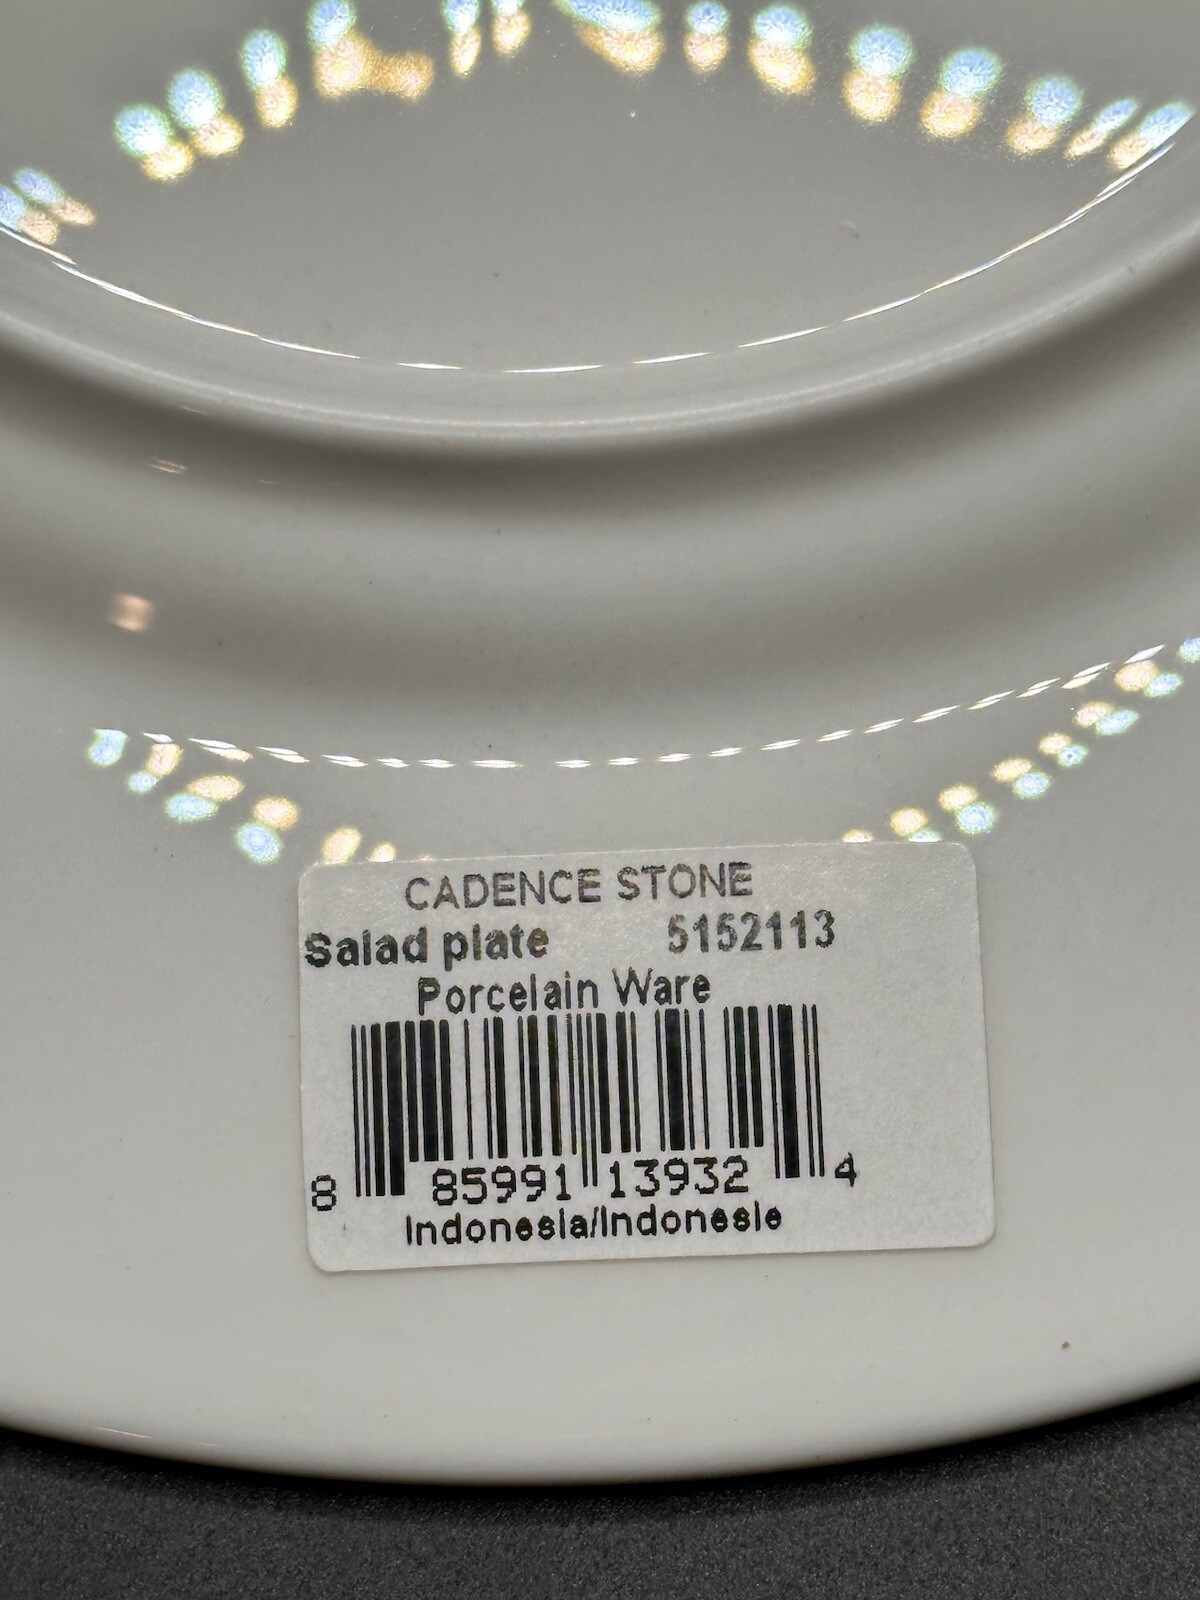 CADENCE STONE
Salad plate 5152113
Porcelain Ware
8 85991 13932 4
Indonesia/Indonesie